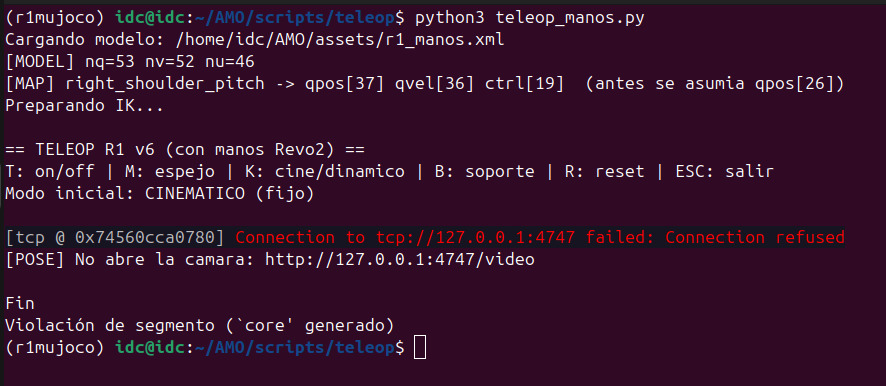 (r1mujoco) idc@idc:~/AMO/scripts/teleop$ python3 teleop_manos.py
Cargando modelo: /home/idc/AMO/assets/r1_manos.xml
[MODEL] nq=53 nv=52 nu=46
[MAP] right_shoulder_pitch -> qpos[37] qvel[36] ctrl[19]  (antes se asumia qpos[26])
Preparando IK...
== TELEOP R1 v6 (con manos Revo2) ==
T: on/off | M: espejo | K: cine/dinamico | B: soporte | R: reset | ESC: salir
Modo inicial: CINEMATICO (fijo)
[tcp @ 0x74560cca0780] Connection to tcp://127.0.0.1:4747 failed: Connection refused
[POSE] No abre la camara: http://127.0.0.1:4747/video
Fin
Violación de segmento (`core' generado)
(r1mujoco) idc@idc:~/AMO/scripts/teleop$